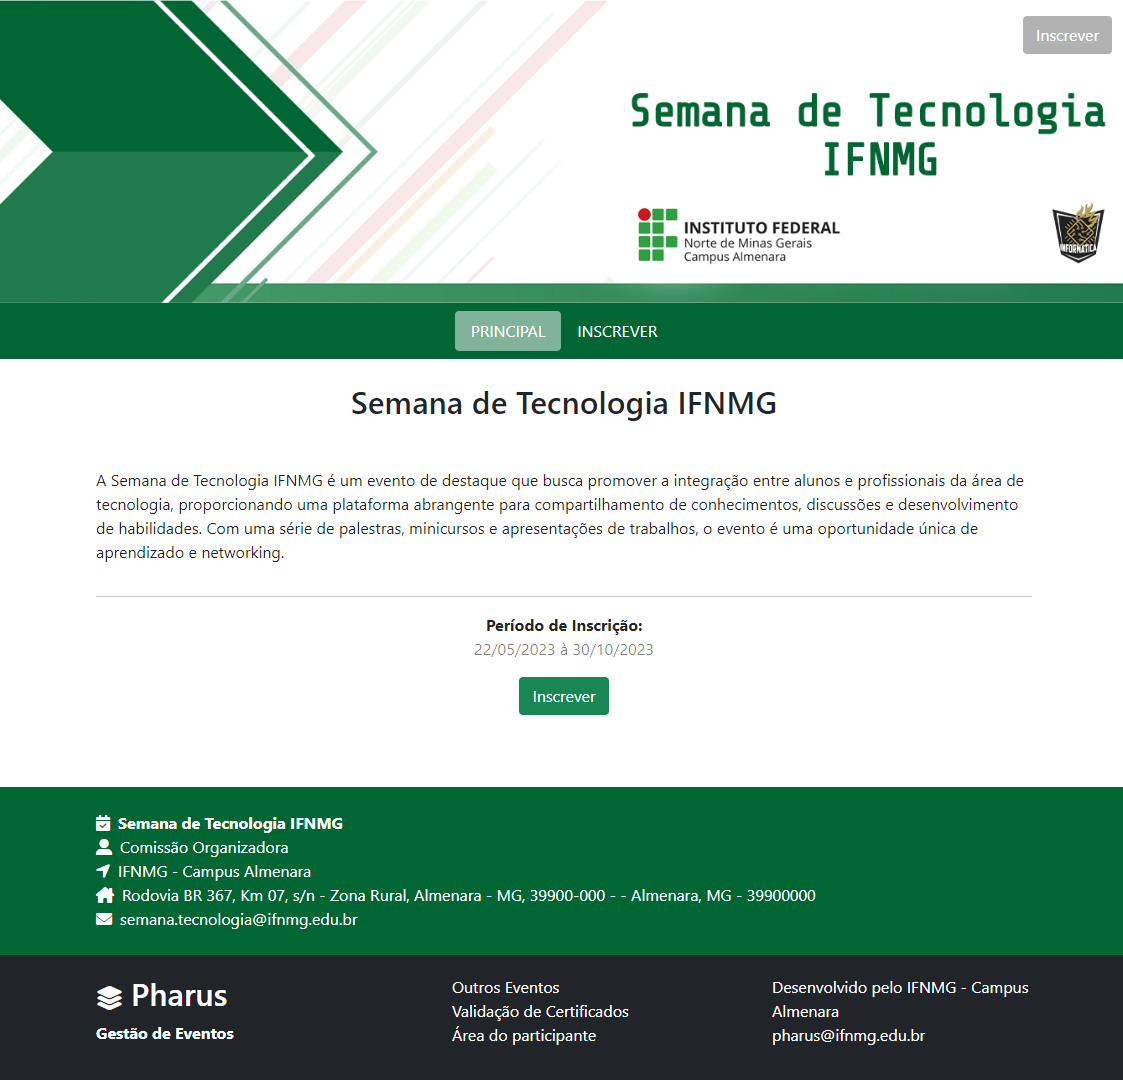 Inscrever
Semana de Tecnologia
IFNMG
INSTITUTO FEDERAL
Norte de Minas Gerais
Campus Almenara
INFORMÁTICA
PRINCIPAL INSCREVER
Semana de Tecnologia IFNMG
A Semana de Tecnologia IFNMG é um evento de destaque que busca promover a integração entre alunos e profissionais da área de
tecnologia, proporcionando uma plataforma abrangente para compartilhamento de conhecimentos, discussões e desenvolvimento
de habilidades. Com uma série de palestras, minicursos e apresentações de trabalhos, o evento é uma oportunidade única de
aprendizado e networking.
Período de Inscrição:
22/05/2023 à 30/10/2023
Inscrever
Semana de Tecnologia IFNMG
Comissão Organizadora
IFNMG - Campus Almenara
Rodovia BR 367, Km 07, s/n - Zona Rural, Almenara - MG, 39900-000 - - Almenara, MG - 39900000
semana.tecnologia@ifnmg.edu.br
Pharus
Gestão de Eventos
Outros Eventos
Validação de Certificados
Área do participante
Desenvolvido pelo IFNMG - Campus
Almenara
pharus@ifnmg.edu.br